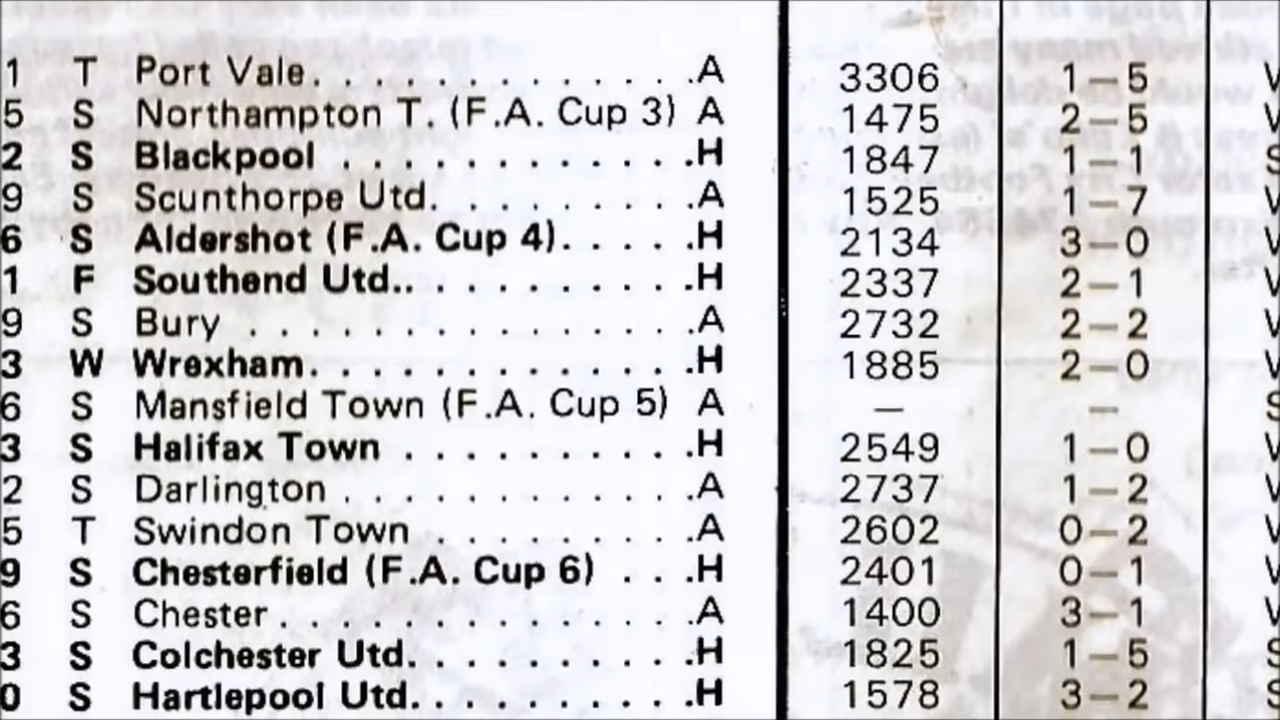 1 T Port Vale. . . . . . . . . . . . . . .A 3306 1–5
5 S Northampton T. (F.A. Cup 3) A 1475 2–5
2 S Blackpool . . . . . . . . . . . . . .H 1847 1–1
9 S Scunthorpe Utd. . . . . . . . . .A 1525 1–7
6 S Aldershot (F.A. Cup 4). . . . . .H 2134 3–0
1 F Southend Utd.. . . . . . . . . . .H 2337 2–1
9 S Bury . . . . . . . . . . . . . . . . .A 2732 2–2
3 W Wrexham. . . . . . . . . . . . . . .H 1885 2–0
6 S Mansfield Town (F.A. Cup 5) A – –
3 S Halifax Town . . . . . . . . . . .H 2549 1–0
2 S Darlington . . . . . . . . . . . . .A 2737 1–2
5 T Swindon Town . . . . . . . . . .A 2602 0–2
9 S Chesterfield (F.A. Cup 6) . . .H 2401 0–1
6 S Chester . . . . . . . . . . . . . . .A 1400 3–1
3 S Colchester Utd. . . . . . . . . . .H 1825 1–5
0 S Hartlepool Utd. . . . . . . . . . .H 1578 3–2